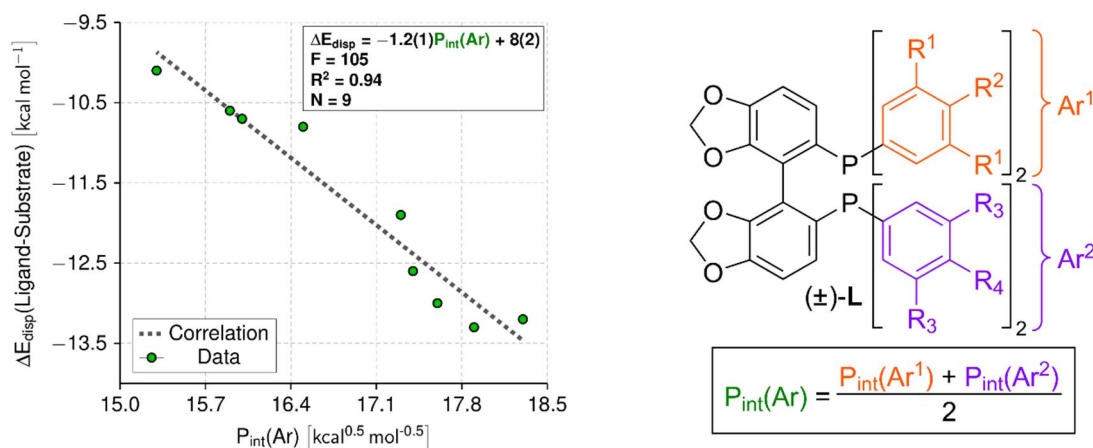 −9.5
−10.5
−11.5
−12.5
−13.5
ΔE_disp(Ligand-Substrate) [kcal mol⁻¹]
ΔE_disp = −1.2(1)P_int(Ar) + 8(2)
F = 105
R² = 0.94
N = 9
Correlation
Data
15.0 15.7 16.4 17.1 17.8 18.5
P_int(Ar) [kcal^0.5 mol^-0.5]
R¹
R²
R¹
Ar¹
2
O
O
P
O
O
P
R₃
R₄
R₃
Ar²
2
(±)-L
P_int(Ar) = P_int(Ar¹) + P_int(Ar²)
2